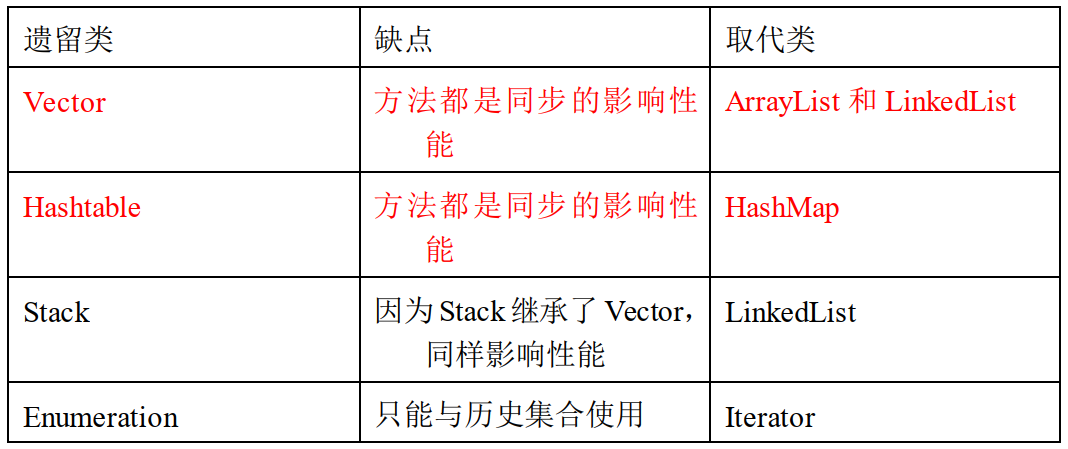 遗留类 缺点 取代类
Vector 方法都是同步的影响性 ArrayList 和 LinkedList
能
Hashtable 方法都是同步的影响性 HashMap
能
Stack 因为 Stack 继承了 Vector， LinkedList
同样影响性能
Enumeration 只能与历史集合使用 Iterator